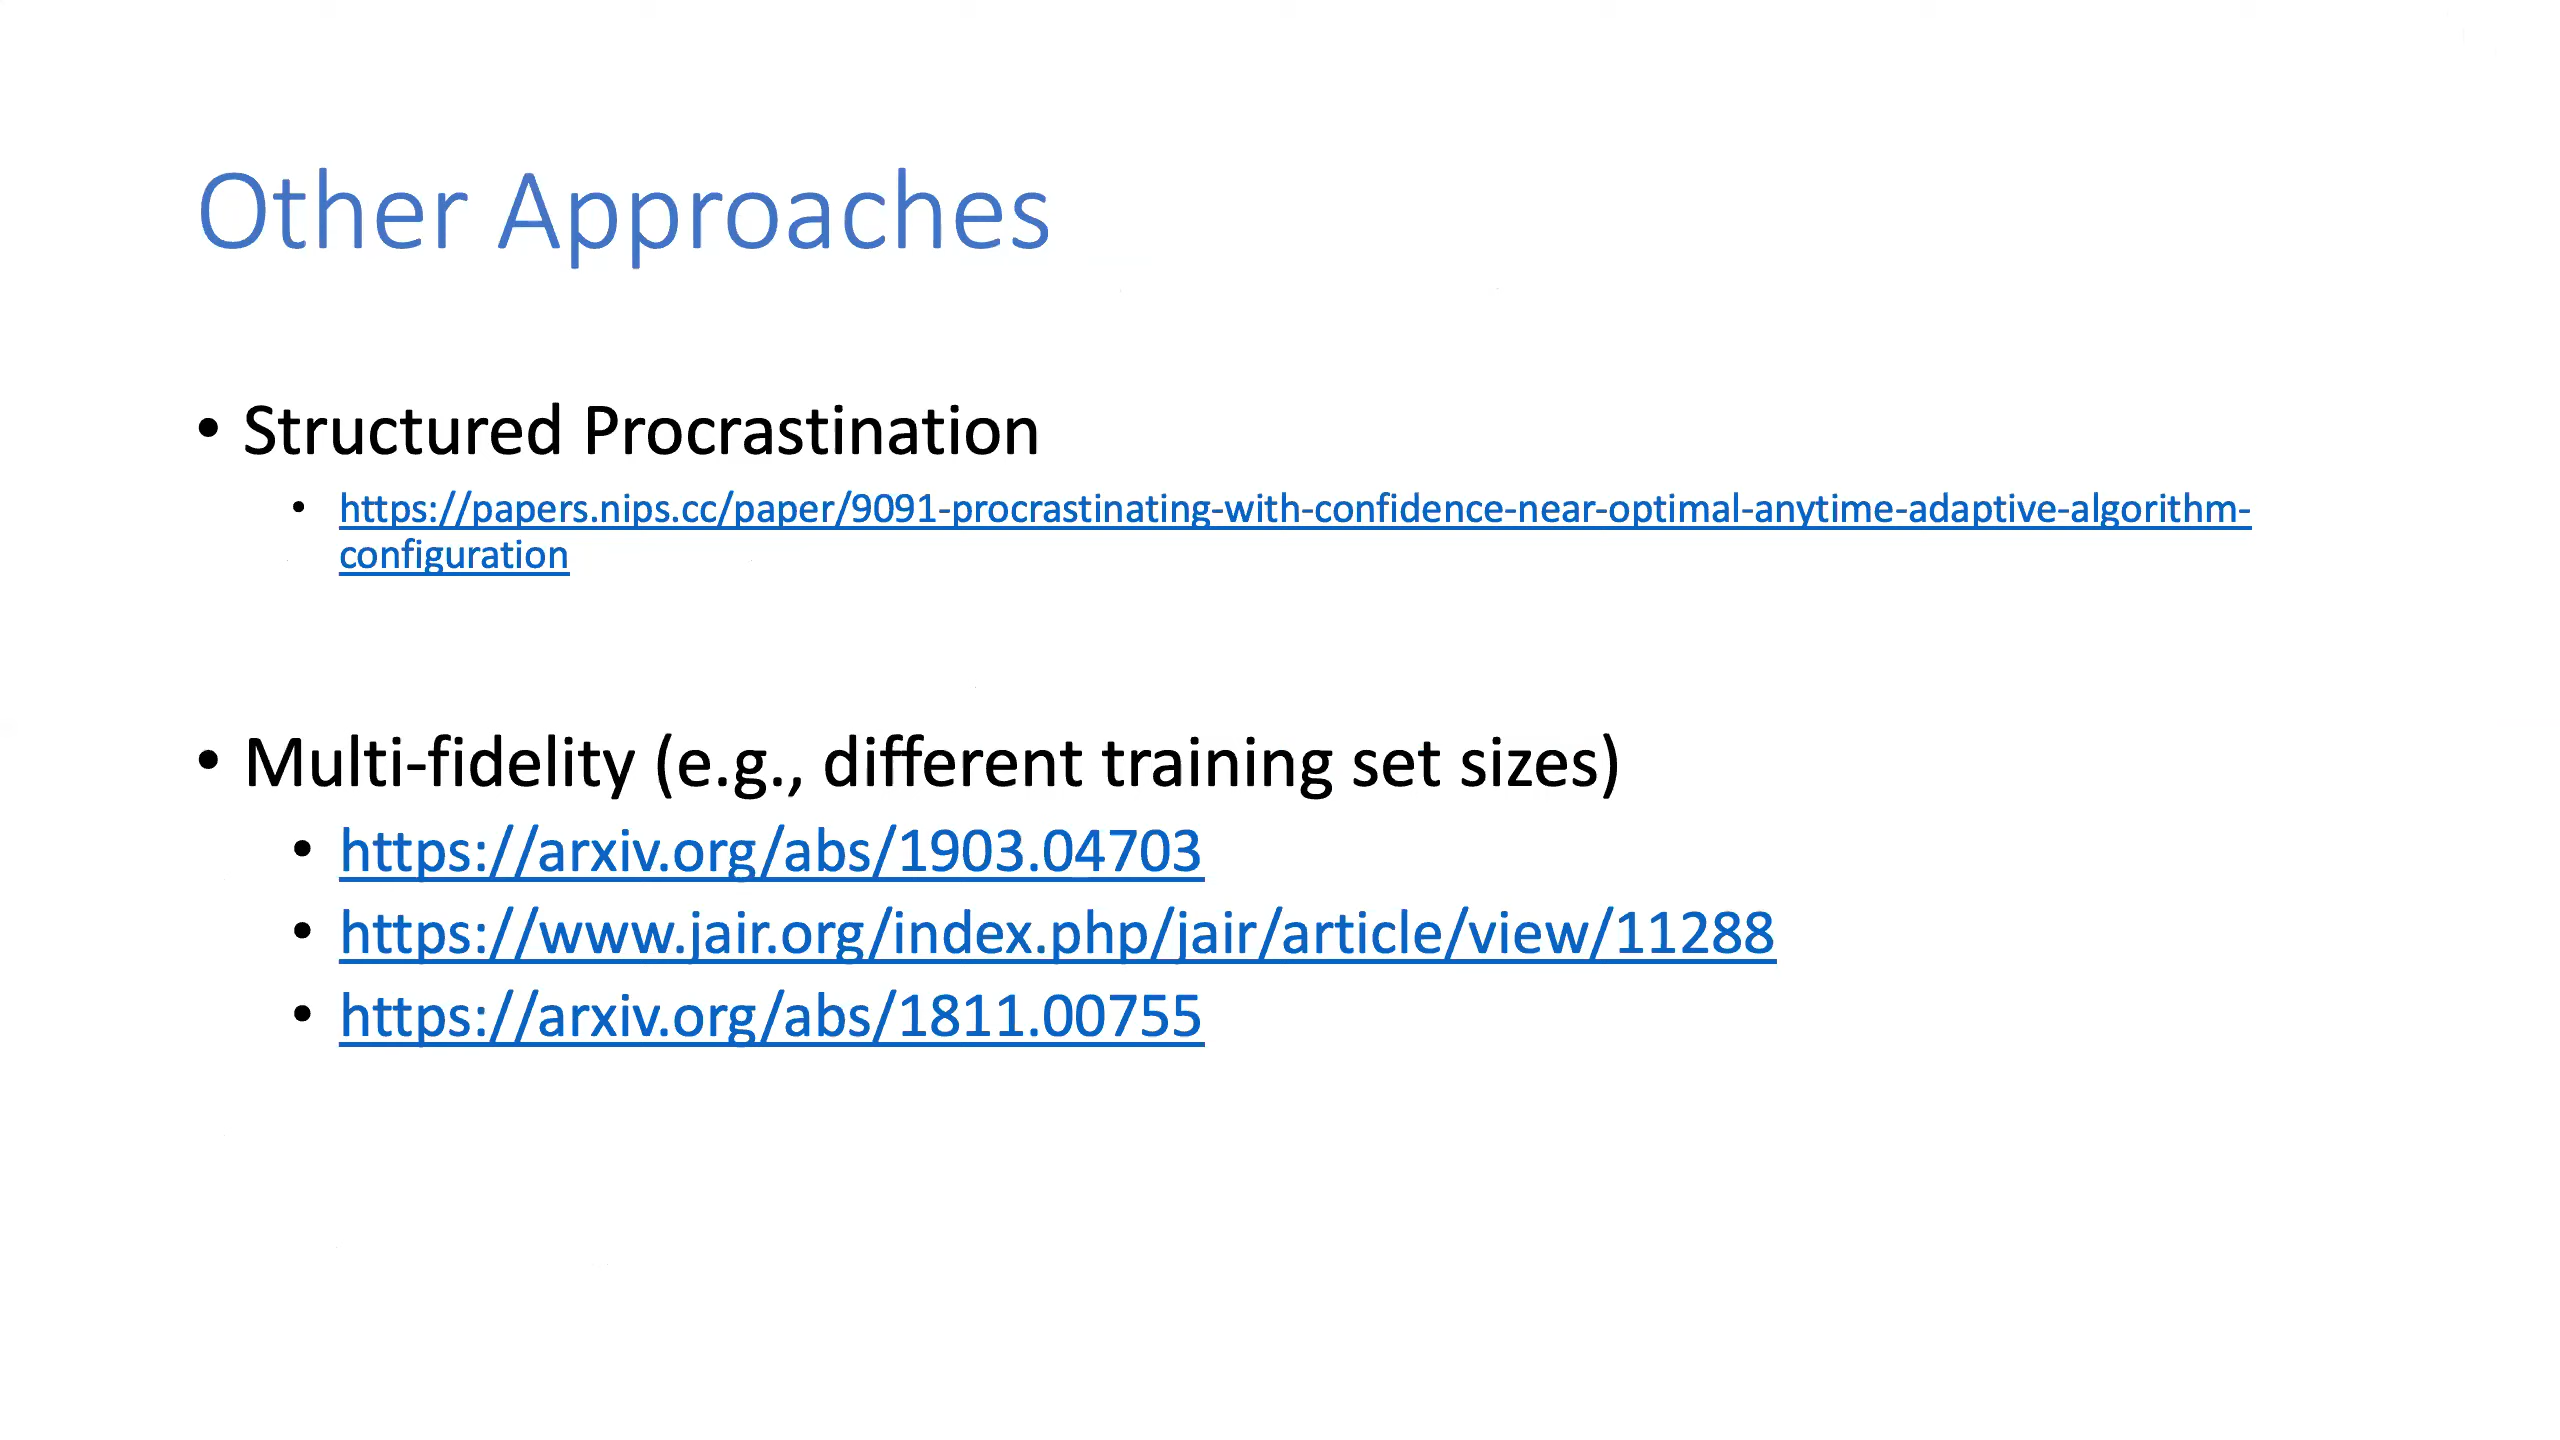 Other Approaches
• Structured Procrastination
• https://papers.nips.cc/paper/9091-procrastinating-with-confidence-near-optimal-anytime-adaptive-algorithm-
configuration
• Multi-fidelity (e.g., different training set sizes)
• https://arxiv.org/abs/1903.04703
• https://www.jair.org/index.php/jair/article/view/11288
• https://arxiv.org/abs/1811.00755